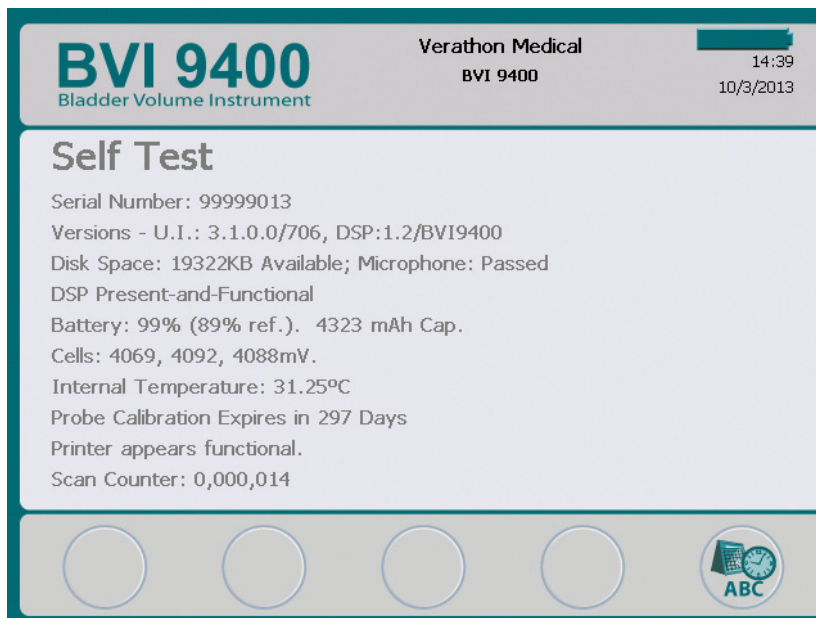 BVI 9400
Bladder Volume Instrument
Verathon Medical
BVI 9400
14:39
10/3/2013
Self Test
Serial Number: 99999013
Versions - U.I.: 3.1.0.0/706, DSP:1.2/BVI9400
Disk Space: 19322KB Available; Microphone: Passed
DSP Present-and-Functional
Battery: 99% (89% ref.).  4323 mAh Cap.
Cells: 4069, 4092, 4088mV.
Internal Temperature: 31.25ºC
Probe Calibration Expires in 297 Days
Printer appears functional.
Scan Counter: 0,000,014
ABC